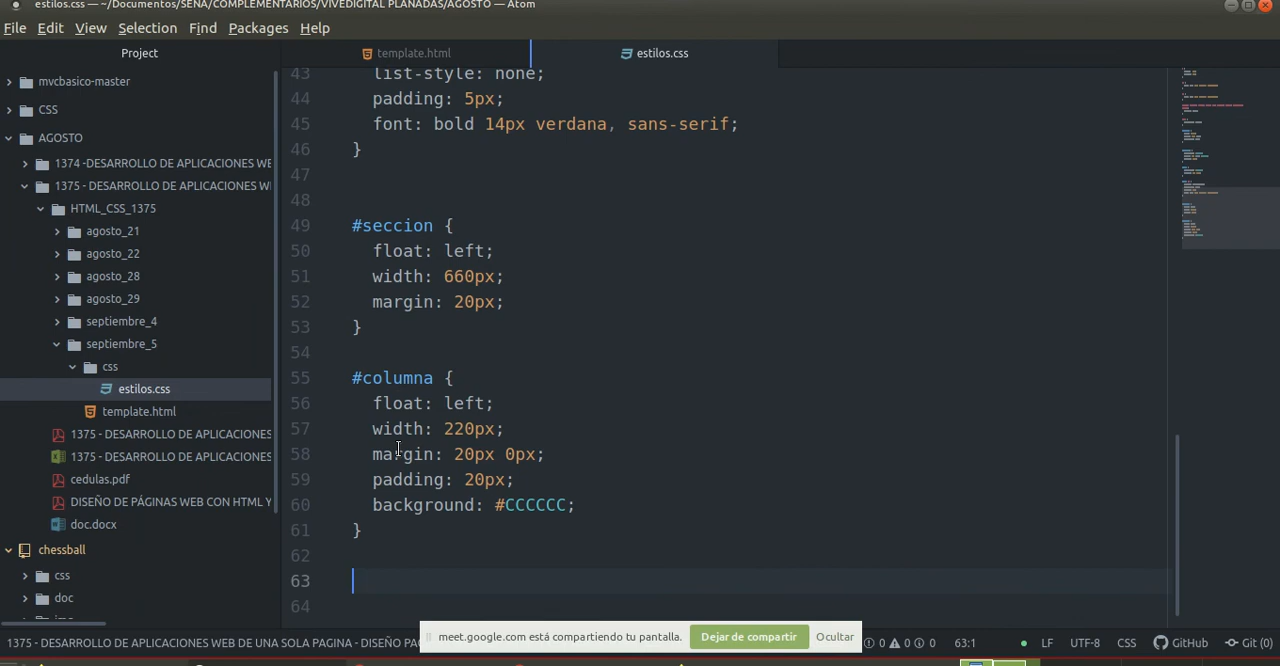 estilos.css — ~/Documentos/SENA/COMPLEMENTARIOS/VIVEDIGITAL PLANADAS/AGOSTO — Atom
File Edit View Selection Find Packages Help
Project
template.html
estilos.css
mvcbasico-master
CSS
AGOSTO
1374 -DESARROLLO DE APLICACIONES WE
1375 - DESARROLLO DE APLICACIONES W
HTML_CSS_1375
agosto_21
agosto_22
agosto_28
agosto_29
septiembre_4
septiembre_5
css
estilos.css
template.html
1375 - DESARROLLO DE APLICACIONES
1375 - DESARROLLO DE APLICACIONES
cedulas.pdf
DISEÑO DE PÁGINAS WEB CON HTML Y
doc.docx
chessball
css
doc
43 list-style: none;
44 padding: 5px;
45 font: bold 14px verdana, sans-serif;
46 }
47
48
49 #seccion {
50 float: left;
51 width: 660px;
52 margin: 20px;
53 }
54
55 #columna {
56 float: left;
57 width: 220px;
58 margin: 20px 0px;
59 padding: 20px;
60 background: #CCCCCC;
61 }
62
63
64
meet.google.com está compartiendo tu pantalla. Dejar de compartir Ocultar
1375 - DESARROLLO DE APLICACIONES WEB DE UNA SOLA PAGINA - DISEÑO PA 0 0 0 63:1 LF UTF-8 CSS GitHub Git (0)